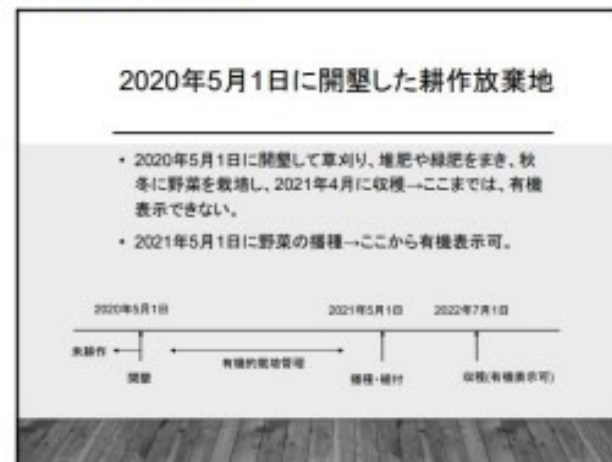 2020年5月1日に開墾した耕作放棄地
• 2020年5月1日に開墾して草刈り、堆肥や緑肥をまき、秋
冬に野菜を栽培し、2021年4月に収穫→ここまでは、有機
表示できない。
• 2021年5月1日に野菜の播種→ここから有機表示可。
2020年5月1日
2021年5月1日
2022年7月1日
未耕作
有機的栽培管理
開墾
播種・植付
収穫(有機表示可)